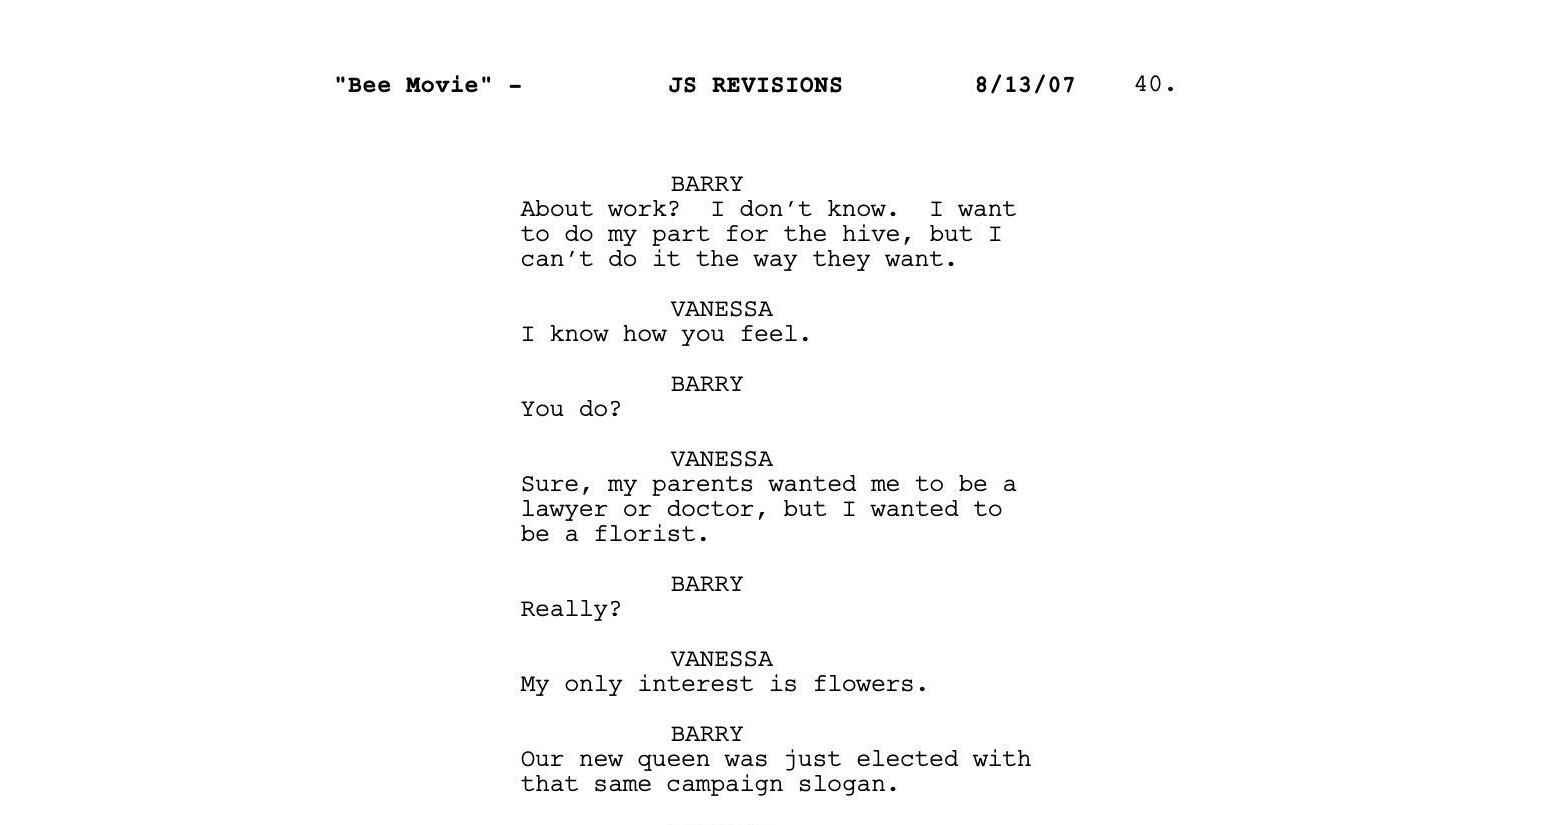 "Bee Movie" - JS REVISIONS 8/13/07 40.
BARRY
About work? I don’t know. I want
to do my part for the hive, but I
can’t do it the way they want.
VANESSA
I know how you feel.
BARRY
You do?
VANESSA
Sure, my parents wanted me to be a
lawyer or doctor, but I wanted to
be a florist.
BARRY
Really?
VANESSA
My only interest is flowers.
BARRY
Our new queen was just elected with
that same campaign slogan.